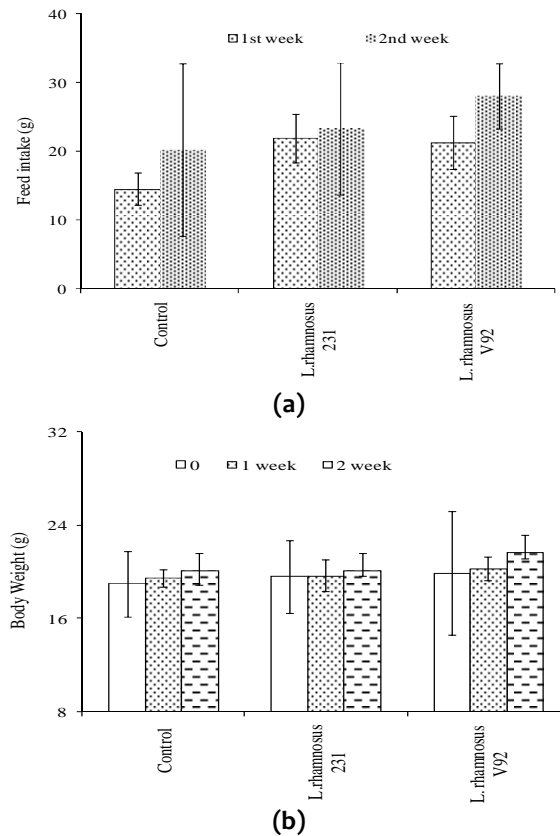 40
30
20
10
0
Feed intake (g)
1st week 2nd week
Control
L.rhamnosus
231
L. rhamnosus
V92
(a)
32
24
16
8
Body Weight (g)
0 1 week 2 week
Control
L.rhamnosus
231
L. rhamnosus
V92
(b)